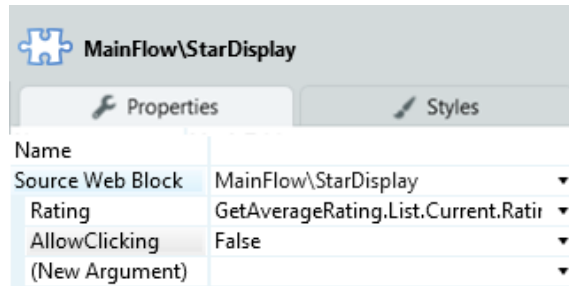 MainFlow\StarDisplay
Properties Styles
Name
Source Web Block MainFlow\StarDisplay
Rating GetAverageRating.List.Current.Ratir
AllowClicking False
(New Argument)